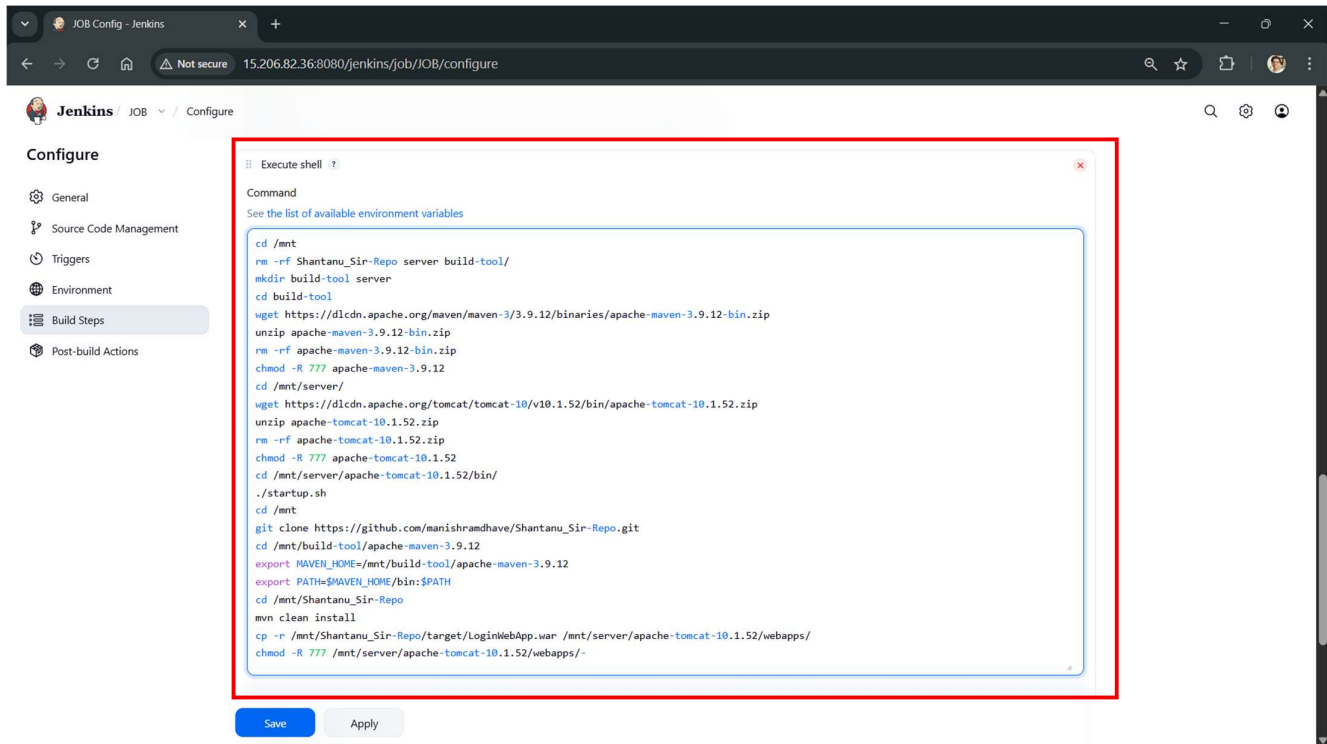 JOB Config - Jenkins
Not secure 15.206.82.36:8080/jenkins/job/JOB/configure
Jenkins / JOB / Configure
Configure
General
Source Code Management
Triggers
Environment
Build Steps
Post-build Actions
Execute shell ?
Command
See the list of available environment variables
cd /mnt
rm -rf Shantanu_Sir-Repo server build-tool/
mkdir build-tool server
cd build-tool
wget https://dlcdn.apache.org/maven/maven-3/3.9.12/binaries/apache-maven-3.9.12-bin.zip
unzip apache-maven-3.9.12-bin.zip
rm -rf apache-maven-3.9.12-bin.zip
chmod -R 777 apache-maven-3.9.12
cd /mnt/server/
wget https://dlcdn.apache.org/tomcat/tomcat-10/v10.1.52/bin/apache-tomcat-10.1.52.zip
unzip apache-tomcat-10.1.52.zip
rm -rf apache-tomcat-10.1.52.zip
chmod -R 777 apache-tomcat-10.1.52
cd /mnt/server/apache-tomcat-10.1.52/bin/
./startup.sh
cd /mnt
git clone https://github.com/manishramdhave/Shantanu_Sir-Repo.git
cd /mnt/build-tool/apache-maven-3.9.12
export MAVEN_HOME=/mnt/build-tool/apache-maven-3.9.12
export PATH=$MAVEN_HOME/bin:$PATH
cd /mnt/Shantanu_Sir-Repo
mvn clean install
cp -r /mnt/Shantanu_Sir-Repo/target/LoginWebApp.war /mnt/server/apache-tomcat-10.1.52/webapps/
chmod -R 777 /mnt/server/apache-tomcat-10.1.52/webapps/-
Save
Apply